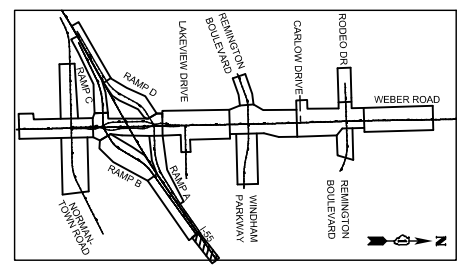 LAKEVIEW DRIVE
REMINGTON
BOULEVARD
CARLOW DRIVE
RODEO DR
WEBER ROAD
RAMP C
RAMP D
RAMP B
RAMP A
I-55
NORMAN-
TOWN ROAD
WINDHAM
PARKWAY
REMINGTON
BOULEVARD
N